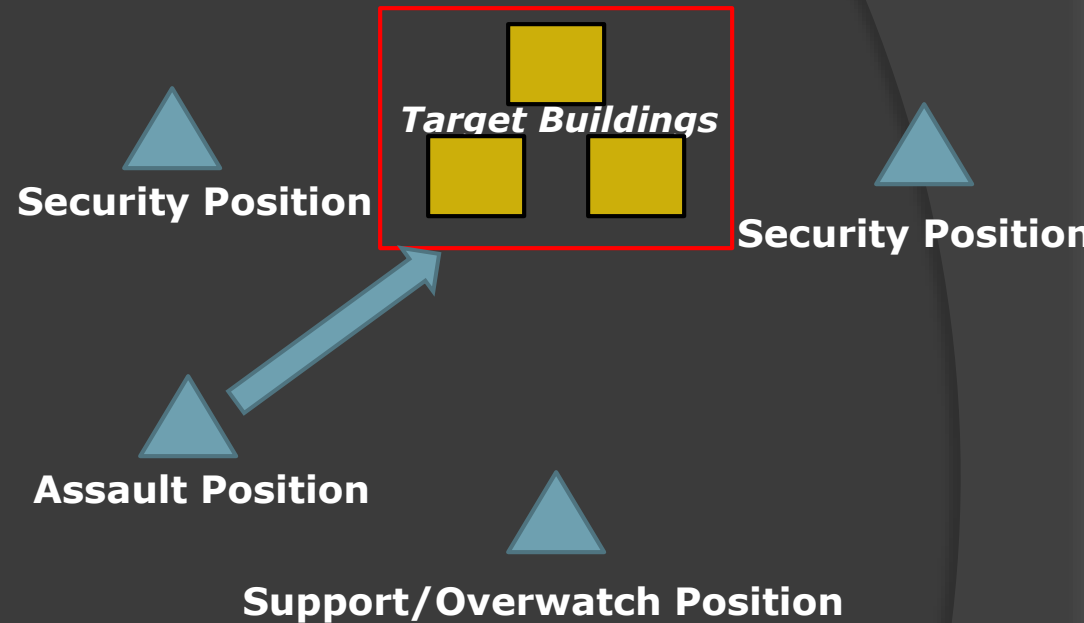 Target Buildings
Security Position
Security Position
Assault Position
Support/Overwatch Position